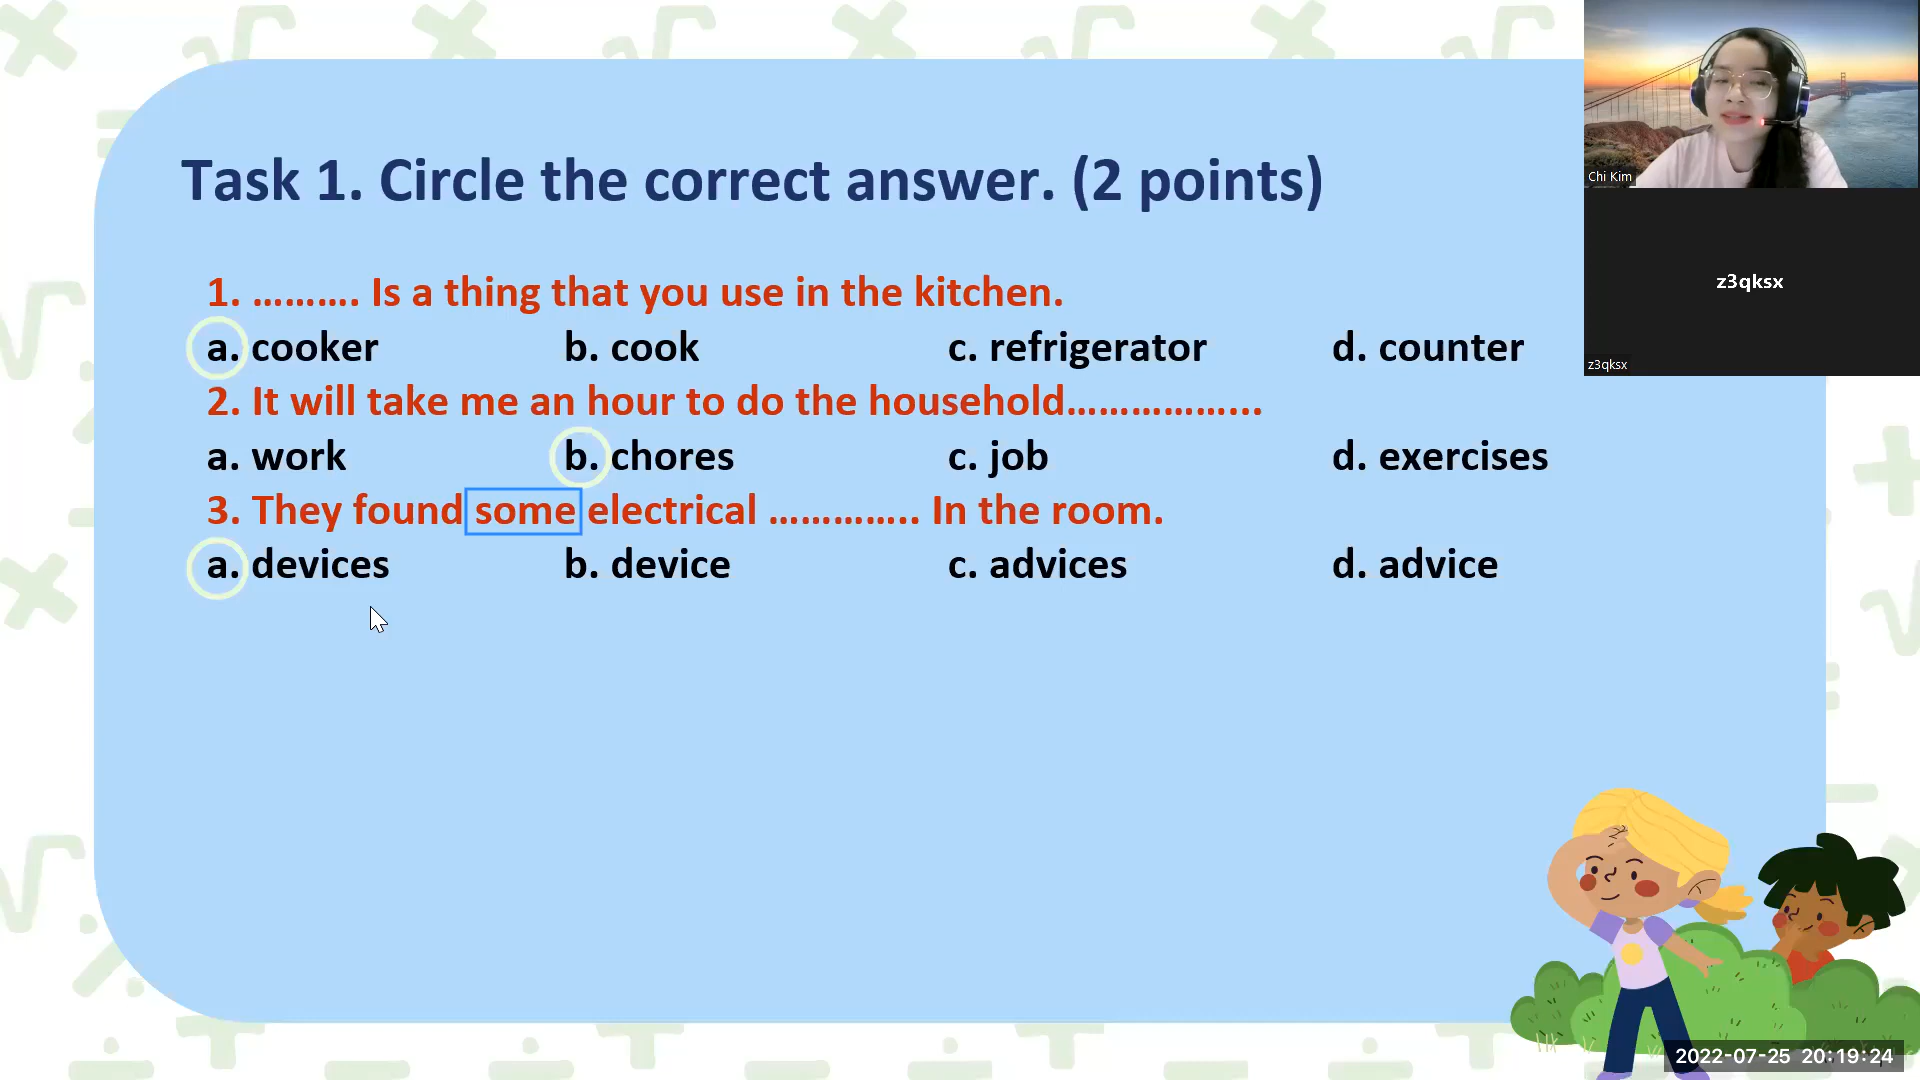 Task 1. Circle the correct answer. (2 points)
1. ………. Is a thing that you use in the kitchen.
a. cooker b. cook c. refrigerator d. counter
2. It will take me an hour to do the household……………...
a. work b. chores c. job d. exercises
3. They found some electrical ………….. In the room.
a. devices b. device c. advices d. advice
Chi Kim
z3qksx
z3qksx
2022-07-25 20:19:24